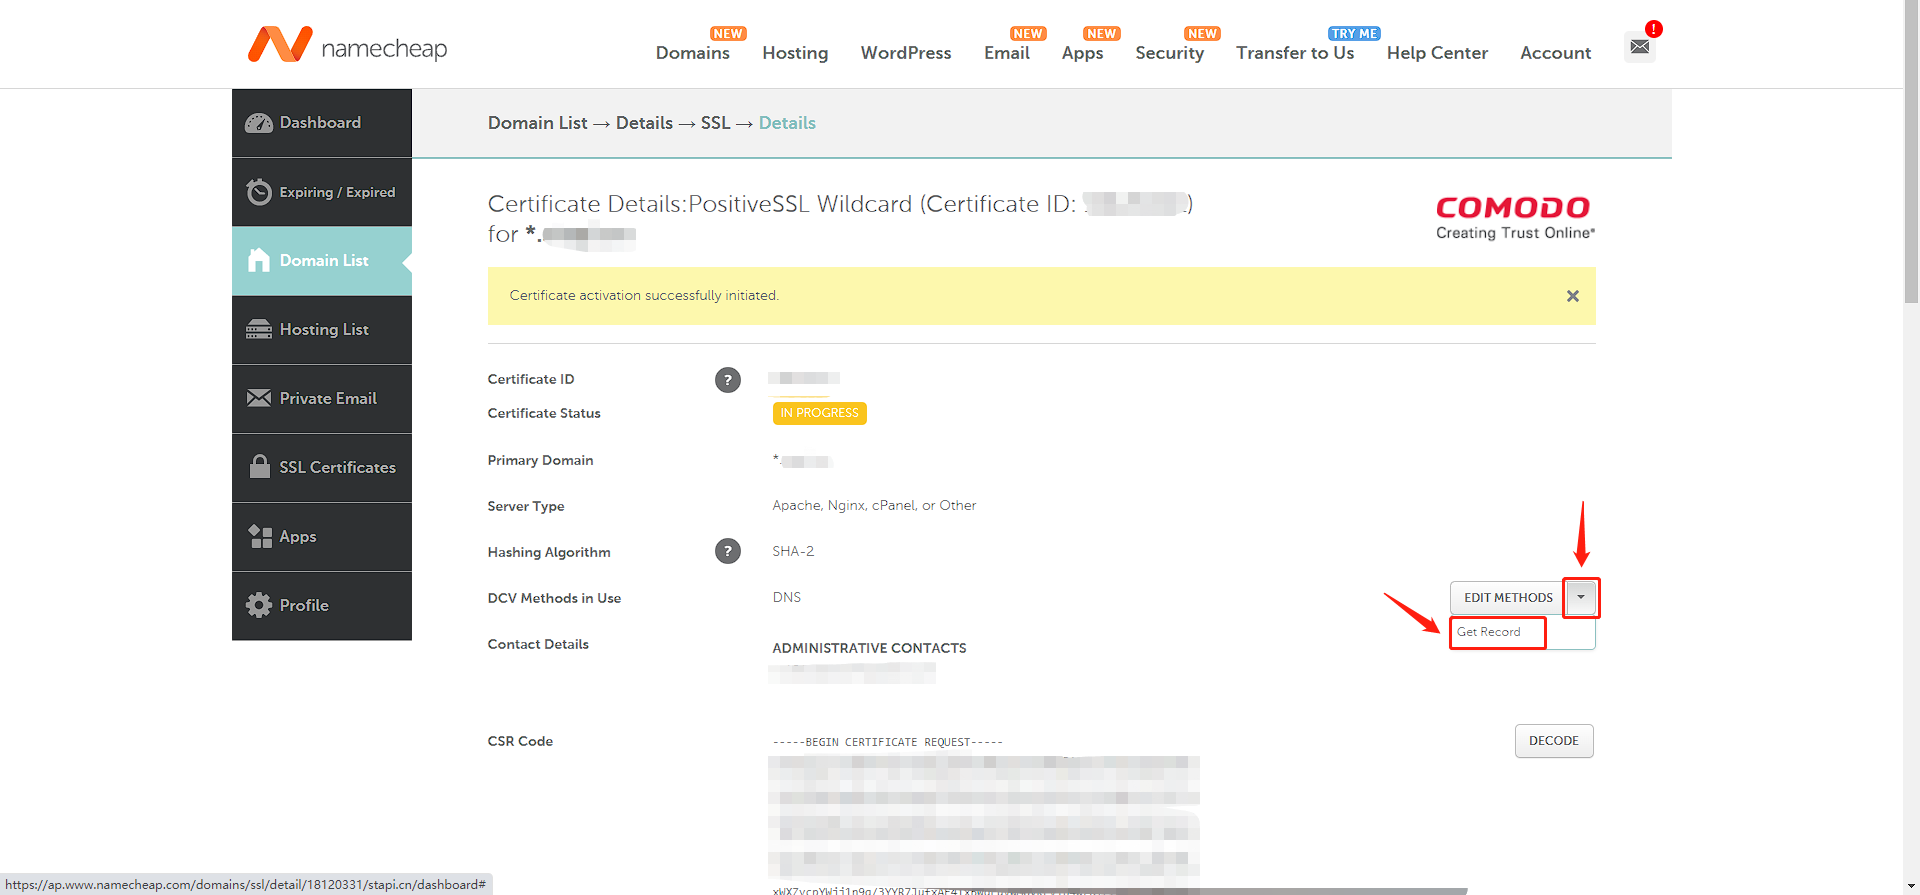 namecheap
NEW NEW NEW NEW TRY ME !
Domains Hosting WordPress Email Apps Security Transfer to Us Help Center Account
Dashboard
Expiring / Expired
Domain List
Hosting List
Private Email
SSL Certificates
Apps
Profile
Domain List → Details → SSL → Details
Certificate Details:PositiveSSL Wildcard (Certificate ID: )
for *.
COMODO
Creating Trust Online®
Certificate activation successfully initiated.
Certificate ID ?
Certificate Status IN PROGRESS
Primary Domain *.
Server Type Apache, Nginx, cPanel, or Other
Hashing Algorithm ? SHA-2
DCV Methods in Use DNS EDIT METHODS
Get Record
Contact Details ADMINISTRATIVE CONTACTS
CSR Code -----BEGIN CERTIFICATE REQUEST----- DECODE
https://ap.www.namecheap.com/domains/ssl/detail/18120331/stapi.cn/dashboard#